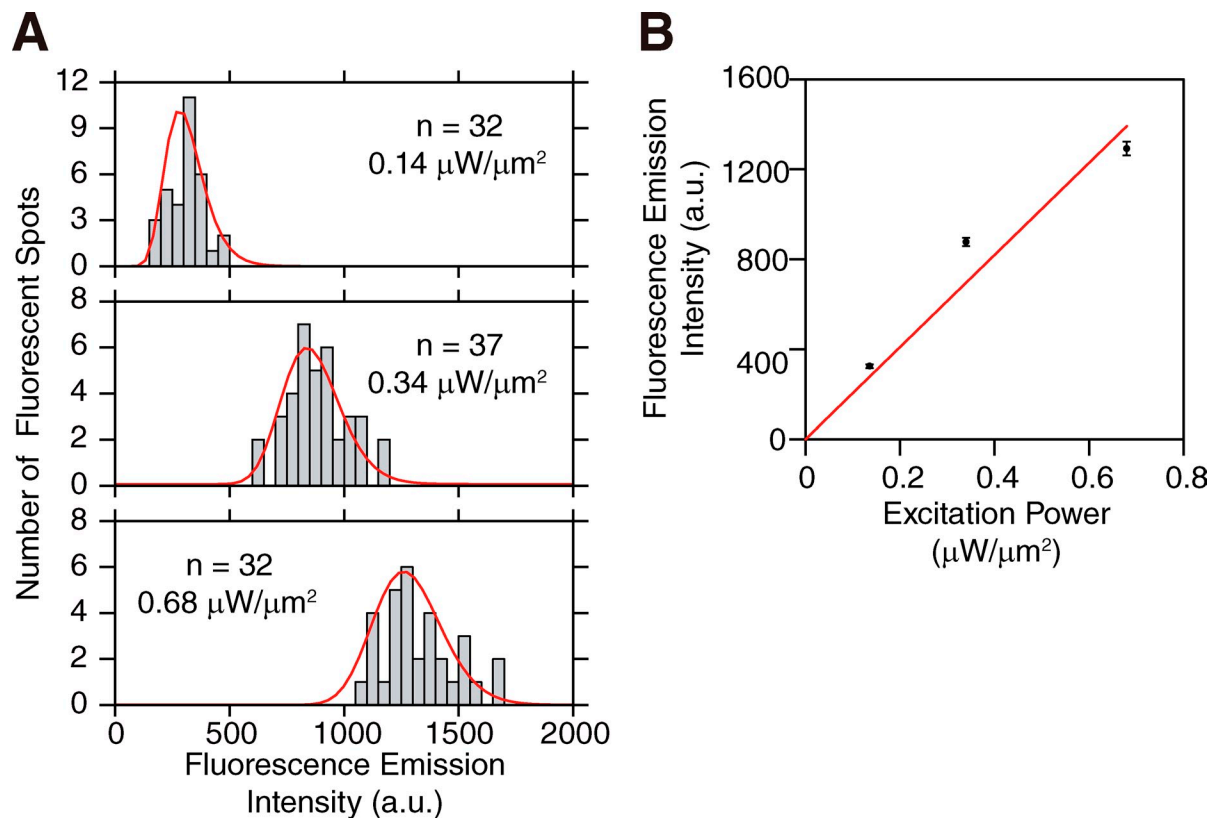 A
Number of Fluorescent Spots
12
9
6
3
0
n = 32
0.14 μW/μm²
8
6
4
2
0
n = 37
0.34 μW/μm²
8
6
4
2
0
n = 32
0.68 μW/μm²
0 500 1000 1500 2000
Fluorescence Emission
Intensity (a.u.)
B
Fluorescence Emission
Intensity (a.u.)
1600
1200
800
400
0
0 0.2 0.4 0.6 0.8
Excitation Power
(μW/μm²)